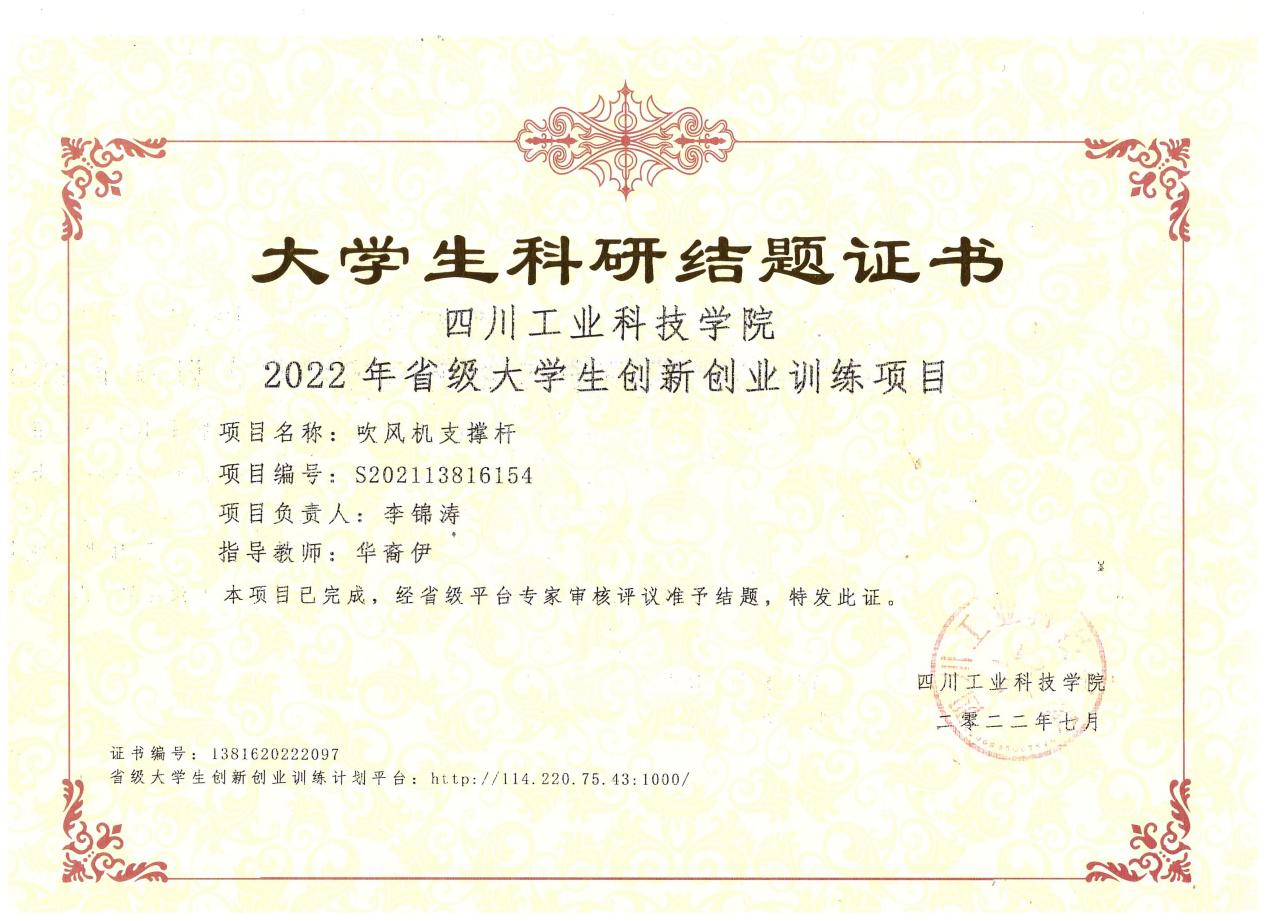 大学生科研结题证书
四川工业科技学院
2022年省级大学生创新创业训练项目
项目名称：吹风机支撑杆
项目编号：S202113816154
项目负责人：李锦涛
指导教师：华裔伊
本项目已完成，经省级平台专家审核评议准予结题，特发此证。
四川工业科技学院
二零二二年七月
证书编号：1381620222097
省级大学生创新创业训练计划平台：http://114.220.75.43:1000/